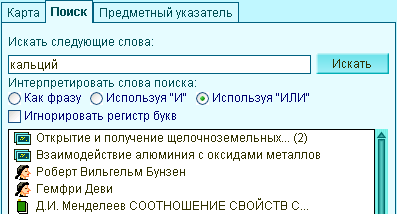 Карта Поиск Предметный указатель
Искать следующие слова:
кальций Искать
Интерпретировать слова поиска:
Как фразу Используя "И" Используя "ИЛИ"
Игнорировать регистр букв
Открытие и получение щелочноземельных... (2)
Взаимодействие алюминия с оксидами металлов
Роберт Вильгельм Бунзен
Гемфри Деви
Д.И. Менделеев СООТНОШЕНИЕ СВОЙСТВ С...